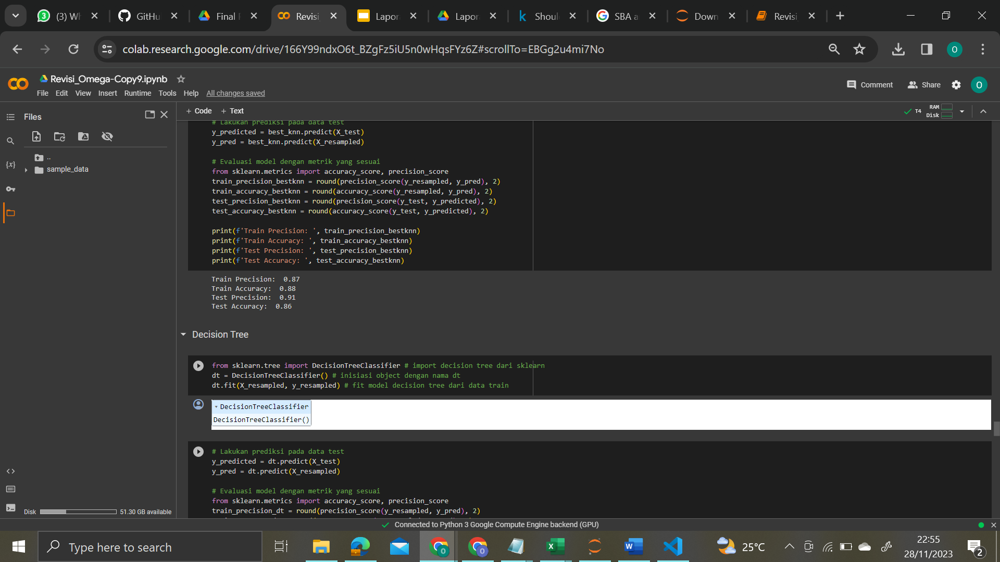 (3) Wh
GitHu
Final
Revisi
Lapor
Lapor
Shoul
SBA a
Down
Revisi
colab.research.google.com/drive/166Y99ndxO6t_BZgFz5iU5n0wHqsFYz6Z#scrollTo=EBGg2u4mi7No
O
Revisi_Omega-Copy9.ipynb
Comment
Share
O
File Edit View Insert Runtime Tools Help All changes saved
Files
+ Code + Text
T4
RAM
Disk
..
sample_data
{x}
# Lakukan prediksi pada data test
y_predicted = best_knn.predict(X_test)
y_pred = best_knn.predict(X_resampled)
# Evaluasi model dengan metrik yang sesuai
from sklearn.metrics import accuracy_score, precision_score
train_precision_bestknn = round(precision_score(y_resampled, y_pred), 2)
train_accuracy_bestknn = round(accuracy_score(y_resampled, y_pred), 2)
test_precision_bestknn = round(precision_score(y_test, y_predicted), 2)
test_accuracy_bestknn = round(accuracy_score(y_test, y_predicted), 2)
print(f'Train Precision: ', train_precision_bestknn)
print(f'Train Accuracy: ', train_accuracy_bestknn)
print(f'Test Precision: ', test_precision_bestknn)
print(f'Test Accuracy: ', test_accuracy_bestknn)
Train Precision:  0.87
Train Accuracy:  0.88
Test Precision:  0.91
Test Accuracy:  0.86
Decision Tree
from sklearn.tree import DecisionTreeClassifier # import decision tree dari sklearn
dt = DecisionTreeClassifier() # inisiasi object dengan nama dt
dt.fit(X_resampled, y_resampled) # fit model decision tree dari data train
DecisionTreeClassifier
DecisionTreeClassifier()
# Lakukan prediksi pada data test
y_predicted = dt.predict(X_test)
y_pred = dt.predict(X_resampled)
# Evaluasi model dengan metrik yang sesuai
from sklearn.metrics import accuracy_score, precision_score
train_precision_dt = round(precision_score(y_resampled, y_pred), 2)
Disk 51.30 GB available
Connected to Python 3 Google Compute Engine backend (GPU)
Type here to search
25°C
22:55
28/11/2023
2